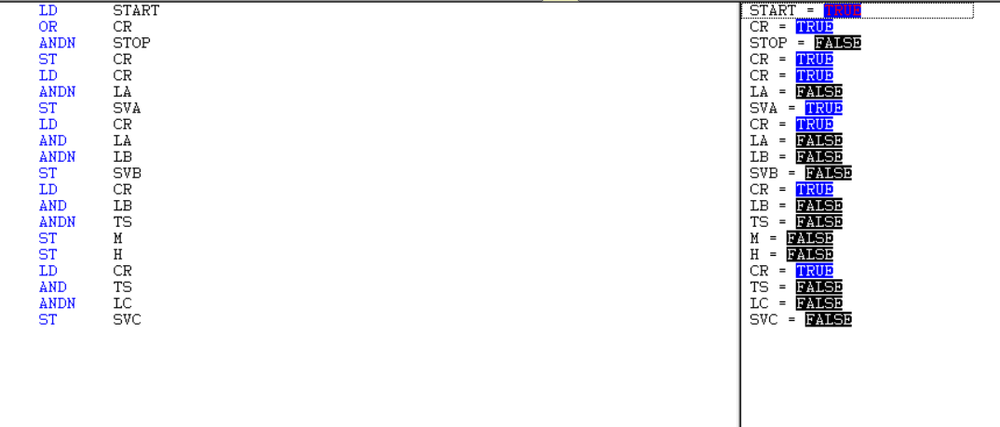 LD START START = TRUE
OR CR CR = TRUE
ANDN STOP STOP = FALSE
ST CR CR = TRUE
LD CR CR = TRUE
ANDN LA LA = FALSE
ST SVA SVA = TRUE
LD CR CR = TRUE
AND LA LA = FALSE
ANDN LB LB = FALSE
ST SVB SVB = FALSE
LD CR CR = TRUE
AND LB LB = FALSE
ANDN TS TS = FALSE
ST M M = FALSE
ST H H = FALSE
LD CR CR = TRUE
AND TS TS = FALSE
ANDN LC LC = FALSE
ST SVC SVC = FALSE